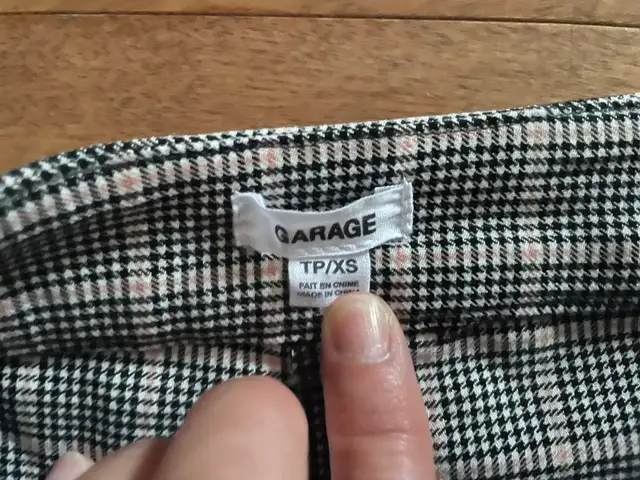 GARAGE
TP/XS
FAIT EN CHINE
MADE IN CHINA